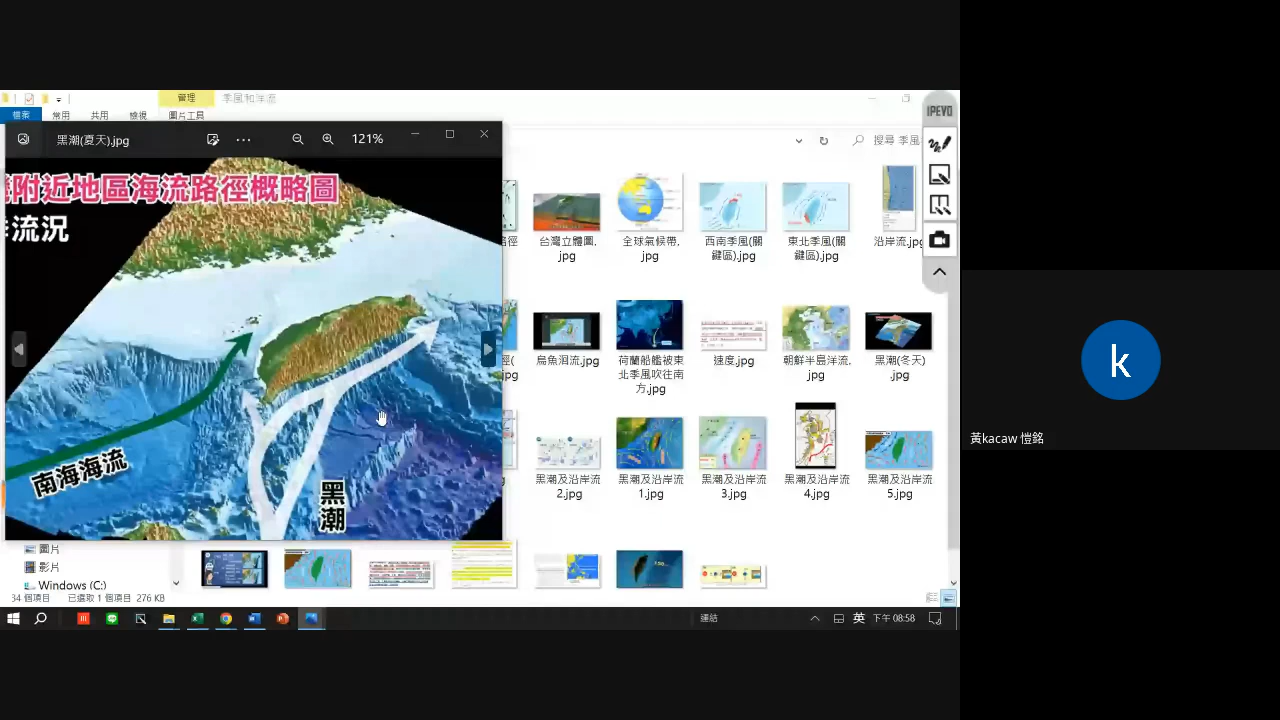 管理
季風和洋流
檔案
常用
共用
檢視
圖片工具
IPEVO
黑潮(夏天).jpg
121%
搜尋 季風
附近地區海流路徑概略圖
流況
南海海流
黑潮
台灣立體圖.jpg
全球氣候帶.jpg
西南季風(關鍵區).jpg
東北季風(關鍵區).jpg
沿岸流.jpg
烏魚洄流.jpg
荷蘭船艦被東北季風吹往南方.jpg
速度.jpg
朝鮮半島洋流.jpg
黑潮(冬天).jpg
黑潮及沿岸流2.jpg
黑潮及沿岸流1.jpg
黑潮及沿岸流3.jpg
黑潮及沿岸流4.jpg
黑潮及沿岸流5.jpg
圖片
影片
Windows (C:
34 個項目
已選取 1 個項目 276 KB
連結
英
下午 08:58
k
黃kacaw 愷銘